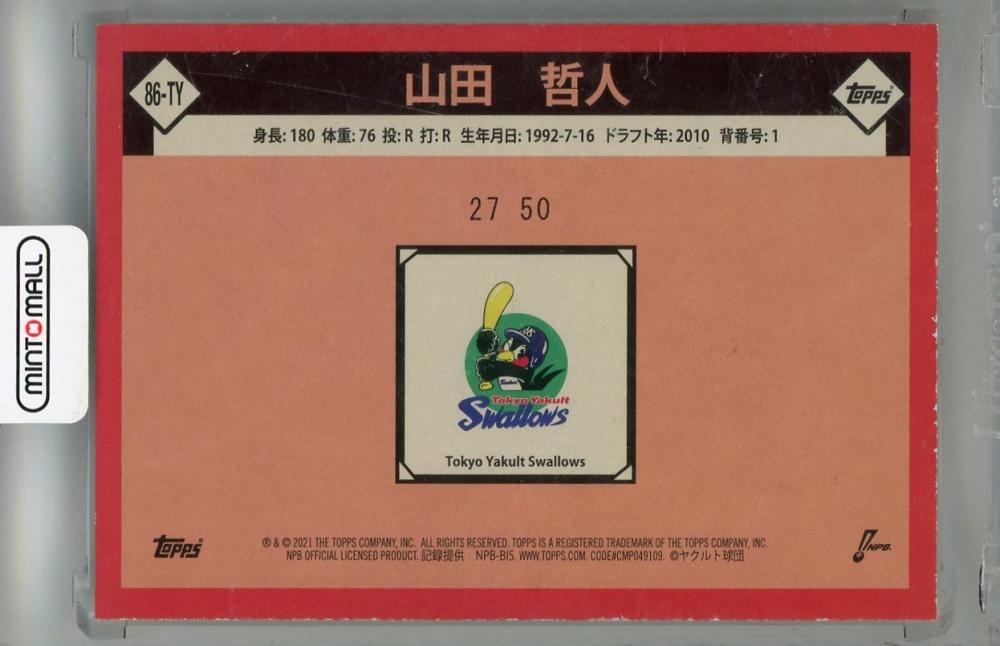 86-TY
山田 哲人
topps
身長: 180 体重: 76 投: R 打: R 生年月日: 1992-7-16 ドラフト年: 2010 背番号: 1
27 50
MINTOMALL
Tokyo Yakult
Swallows
Tokyo Yakult Swallows
topps
® & © 2021 THE TOPPS COMPANY, INC. ALL RIGHTS RESERVED. TOPPS IS A REGISTERED TRADEMARK OF THE TOPPS COMPANY, INC.
NPB OFFICIAL LICENSED PRODUCT. 記録提供 NPB-BIS. WWW.TOPPS.COM. CODE#CMP049109. ©ヤクルト球団
NPB.